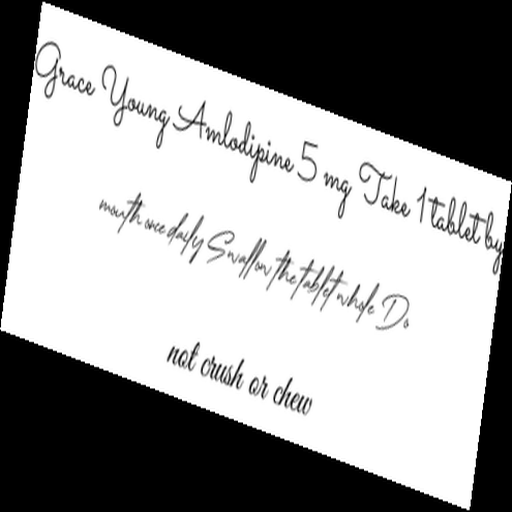 Grace Young Amlodipine 5 mg Take 1 tablet by
mouth once daily Swallow the tablet whole Do
not crush or chew